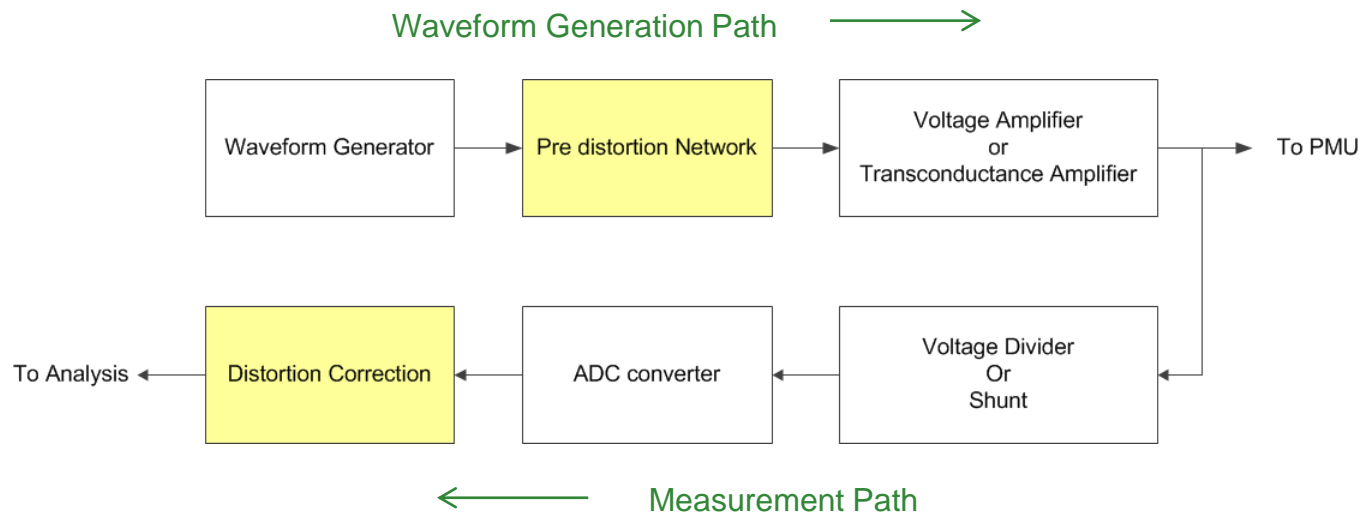 Waveform Generation Path
Waveform Generator
Pre distortion Network
Voltage Amplifier
or
Transconductance Amplifier
To PMU
To Analysis
Distortion Correction
ADC converter
Voltage Divider
Or
Shunt
Measurement Path